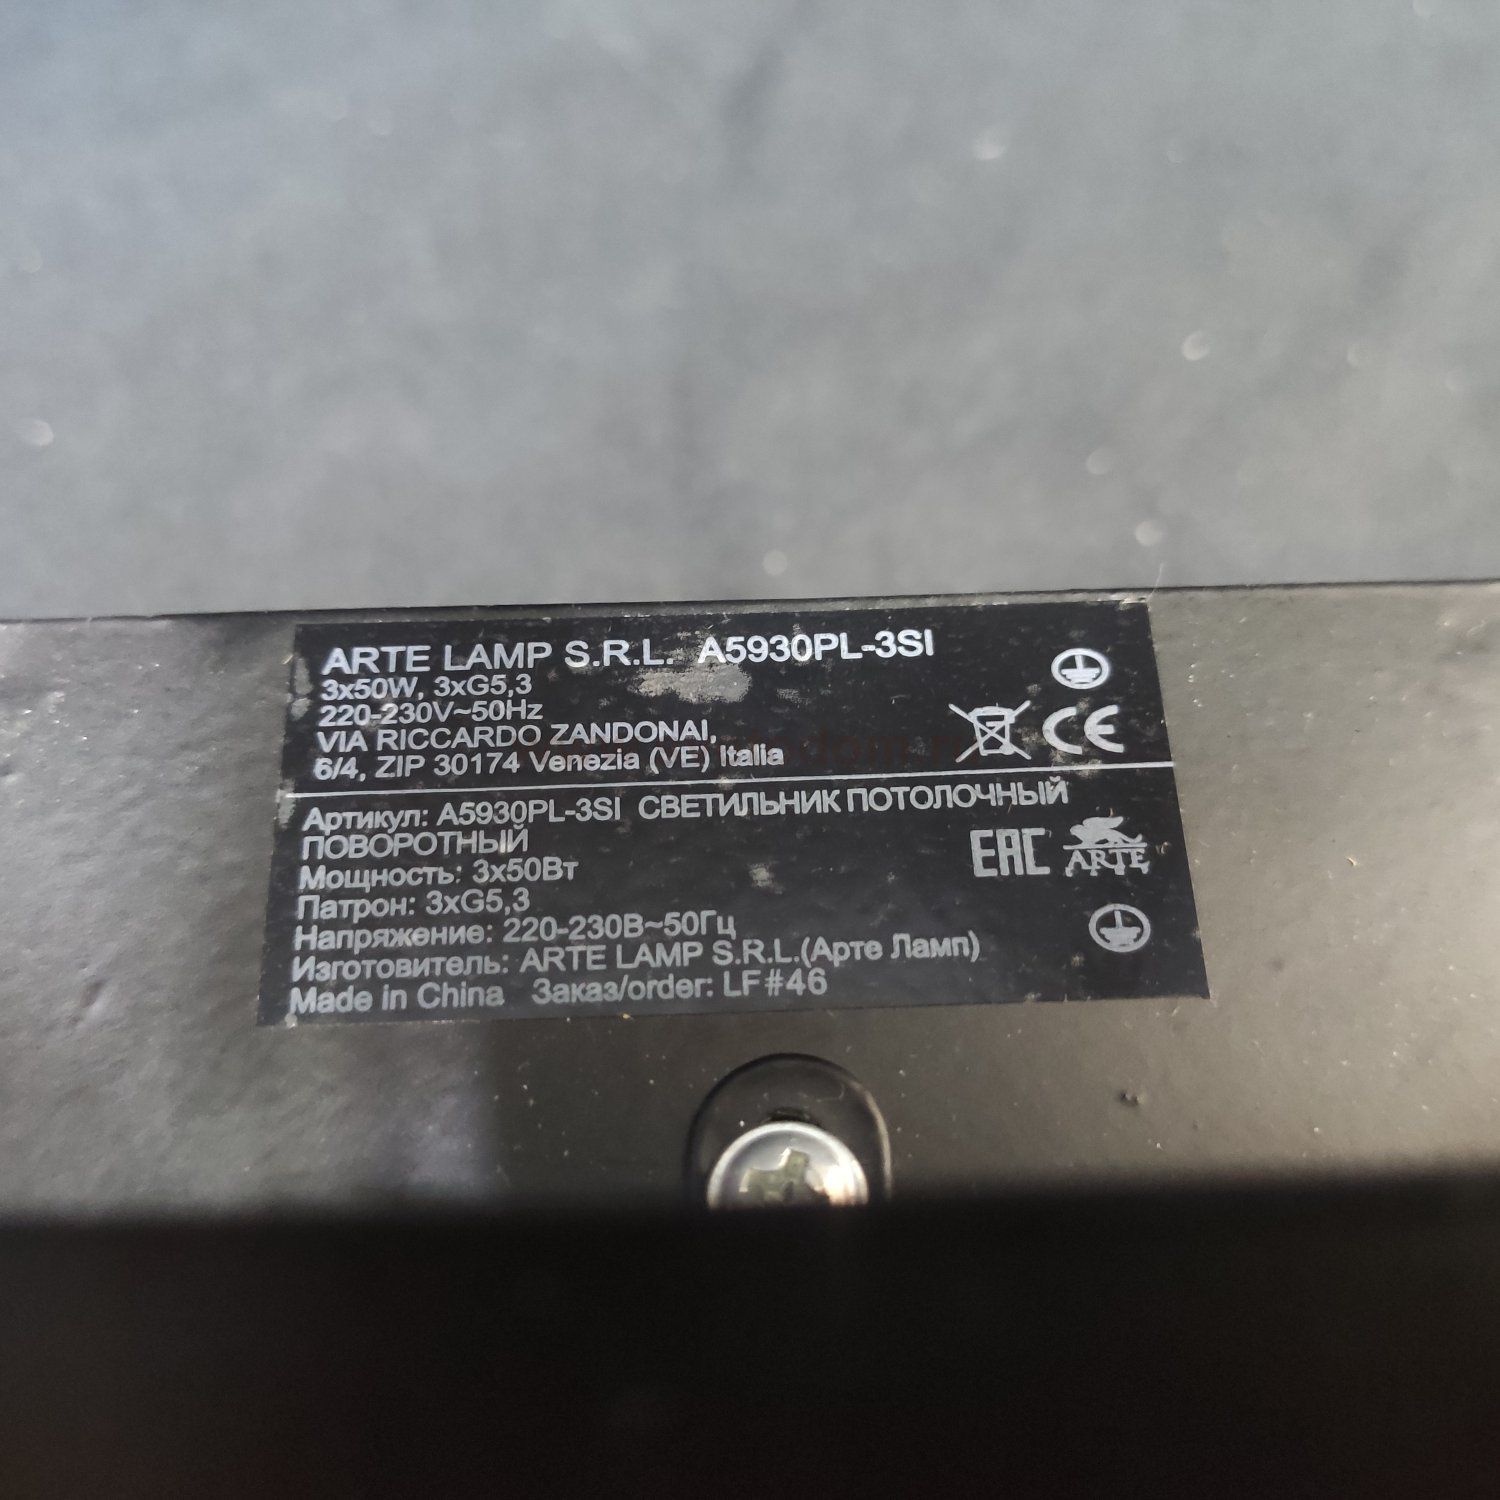 ARTE LAMP S.R.L. A5930PL-3SI
3x50W, 3xG5,3
220-230V~50Hz
VIA RICCARDO ZANDONAI,
6/4, ZIP 30174 Venezia (VE) Italia
CE
Артикул: A5930PL-3SI СВЕТИЛЬНИК ПОТОЛОЧНЫЙ
ПОВОРОТНЫЙ
Мощность: 3x50Вт
Патрон: 3xG5,3
Напряжение: 220-230В~50Гц
Изготовитель: ARTE LAMP S.R.L.(Арте Ламп)
Made in China Заказ/order: LF#46
EAC
ARTE